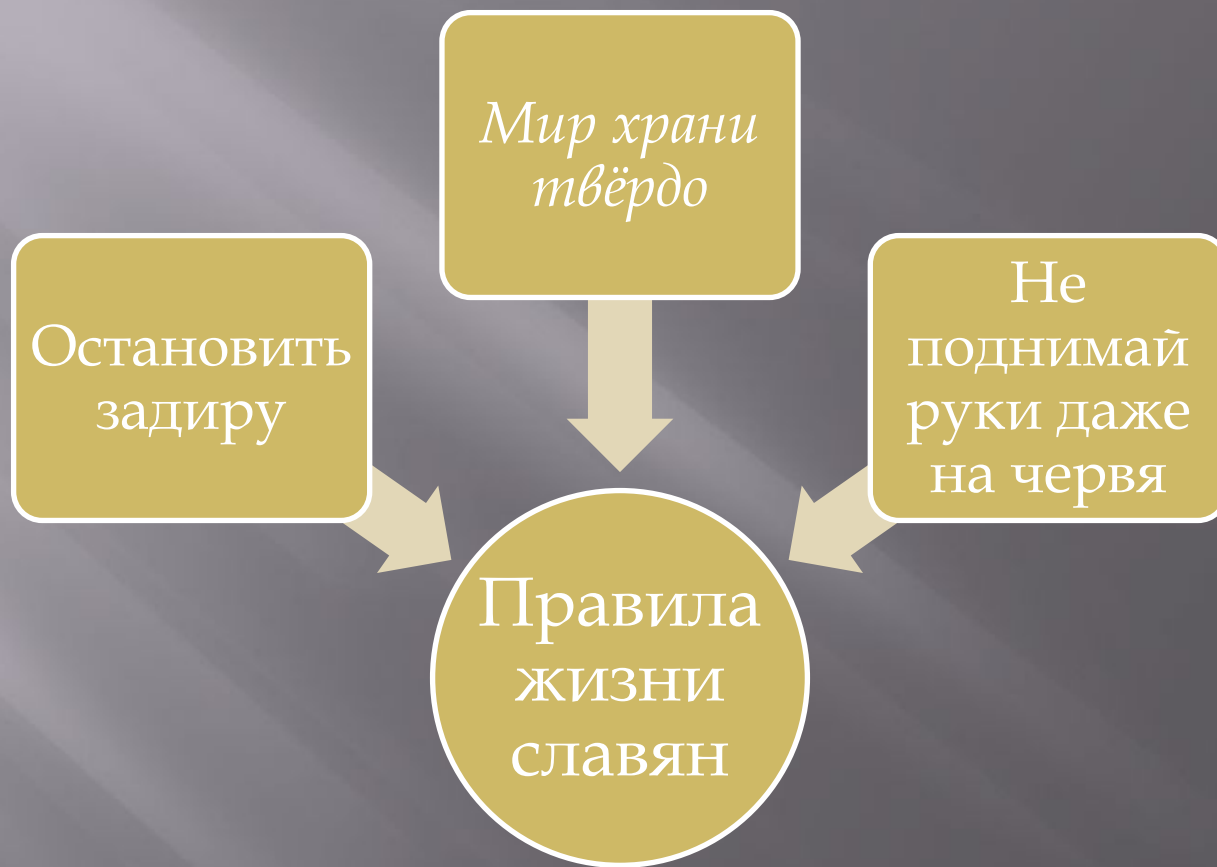 Мир храни
твёрдо
Остановить
задиру
Не
поднимай
руки даже
на червя
Правила
жизни
славян